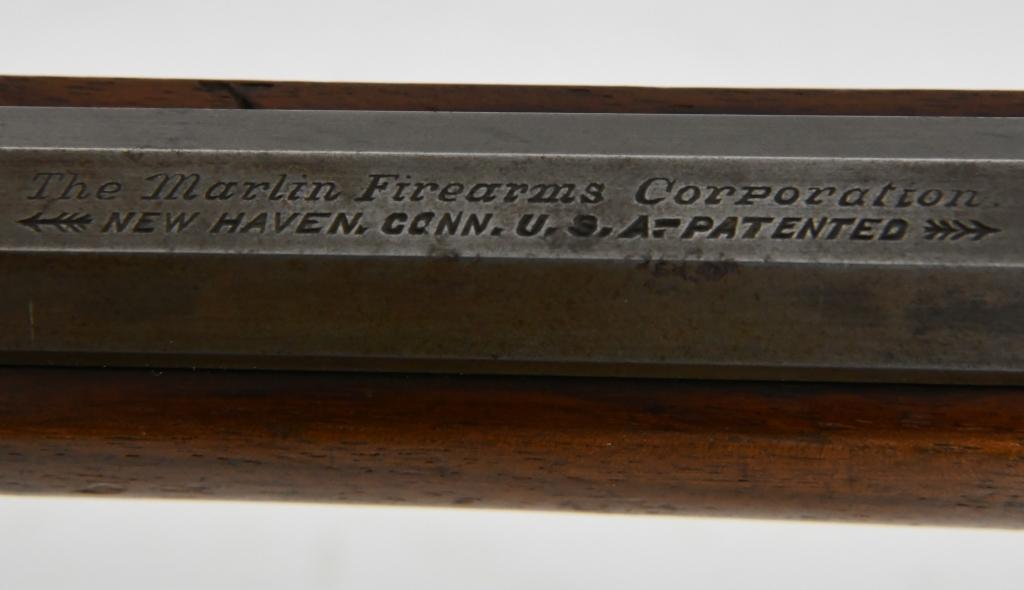 The Marlin Firearms Corporation.
NEW HAVEN, CONN. U. S. A-PATENTED